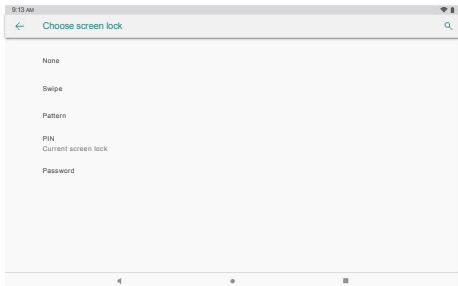 9:13 AM
Choose screen lock
None
Swipe
Pattern
PIN
Current screen lock
Password